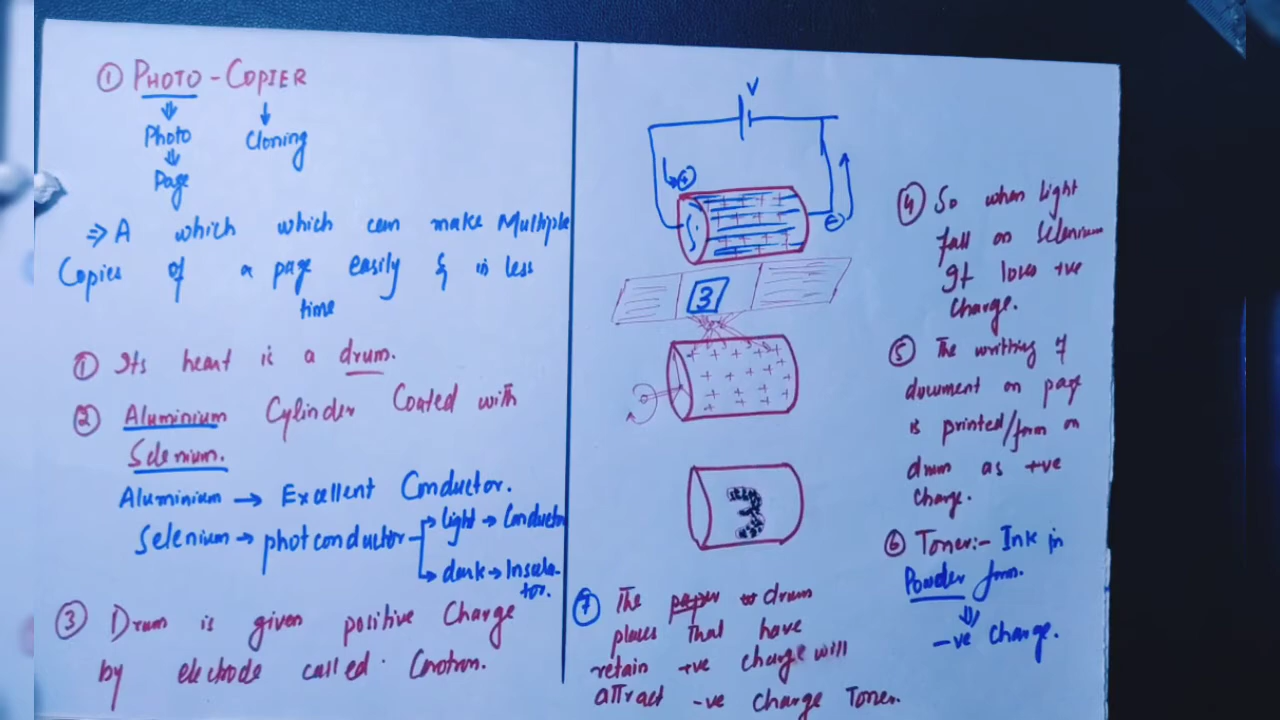 ① PHOTO - COPIER
Photo Cloning
Page
⇒ A which which can make Multiple
Copies of a page easily & in less
time
① Its heart is a drum.
② Aluminium Cylinder Coated with
Selenium.
Aluminium → Excellent Conductor.
Selenium → photconductor → light → Conductor
→ dark → Insula-
tor.
③ Drum is given positive Charge
by electrode called
V
+
-
3
3
④ So when light
fall on Selenium
It loses +ve
Charge.
⑤ The writting of
document on page
is printed/form on
drum as +ve
Charge.
⑥ Toner:- Ink in
Powder form.
-ve Charge.
⑦ The drum
places that have
retain +ve charge will
attract -ve charge Toner.